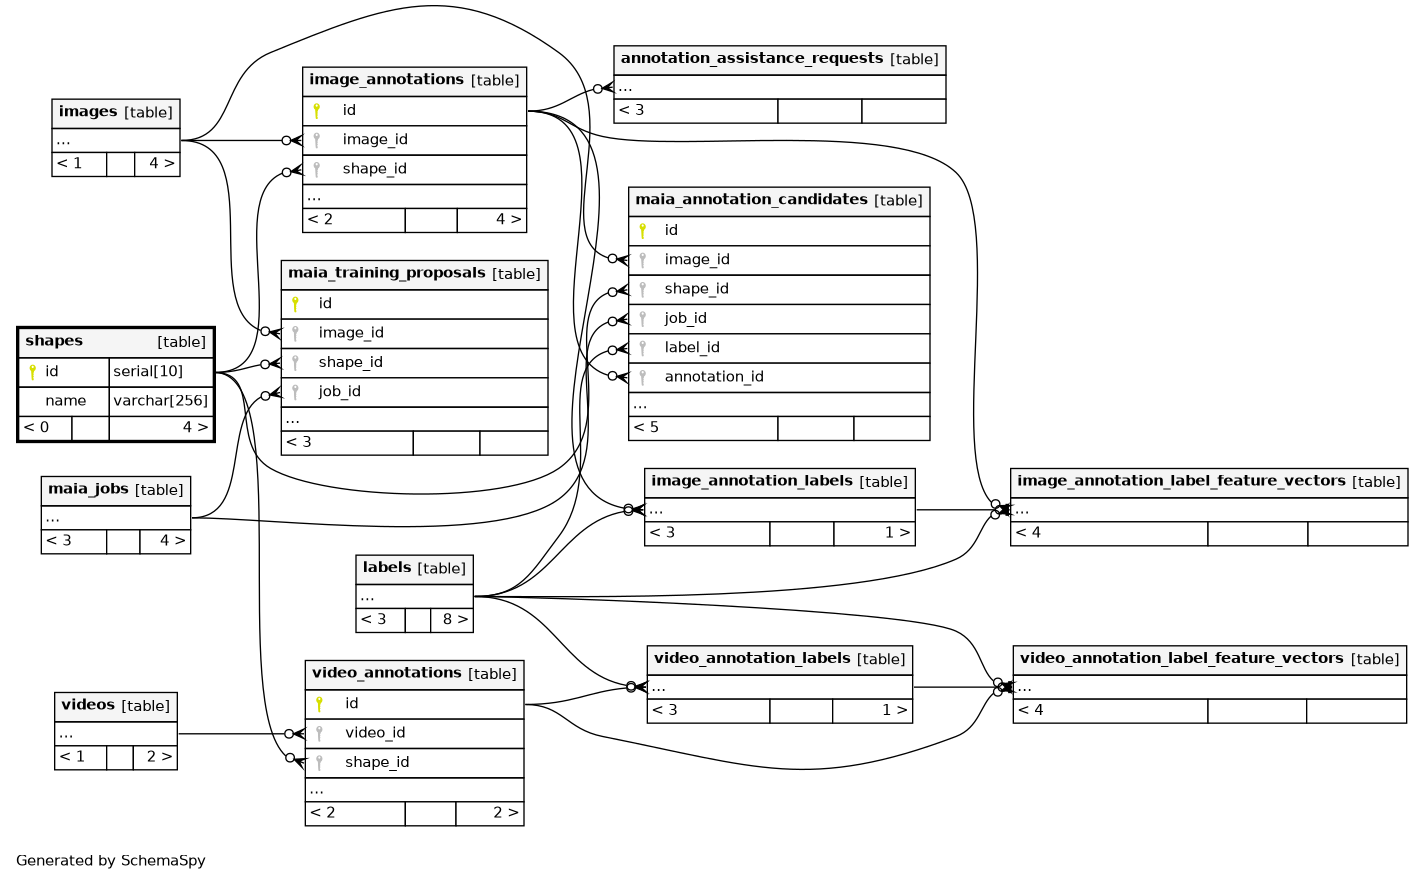 images [table]
...
< 1 4 >
image_annotations [table]
id
image_id
shape_id
...
< 2 4 >
annotation_assistance_requests [table]
...
< 3
maia_annotation_candidates [table]
id
image_id
shape_id
job_id
label_id
annotation_id
...
< 5
maia_training_proposals [table]
id
image_id
shape_id
job_id
...
< 3
shapes [table]
id serial[10]
name varchar[256]
< 0 4 >
maia_jobs [table]
...
< 3 4 >
image_annotation_labels [table]
...
< 3 1 >
image_annotation_label_feature_vectors [table]
...
< 4
labels [table]
...
< 3 8 >
video_annotations [table]
id
video_id
shape_id
...
< 2 2 >
video_annotation_labels [table]
...
< 3 1 >
video_annotation_label_feature_vectors [table]
...
< 4
videos [table]
...
< 1 2 >
Generated by SchemaSpy